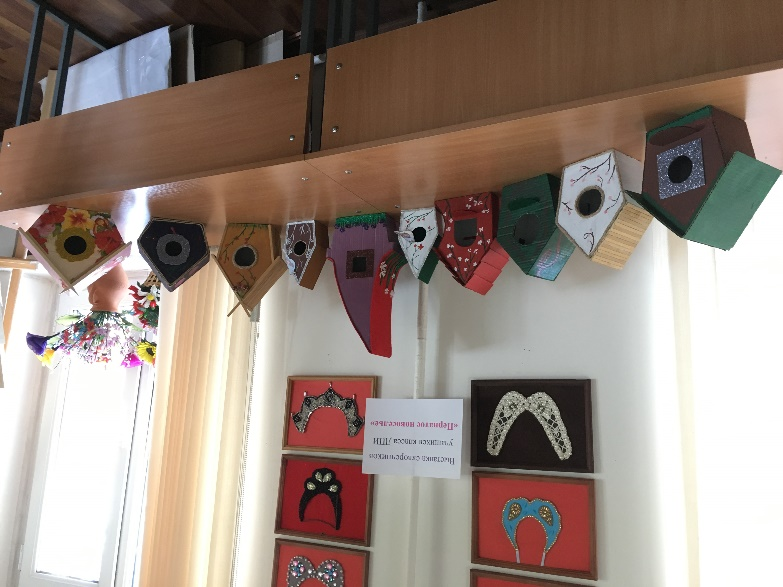 Выставка скворечников
учащихся класса ДПИ
«Пернатое новоселье»